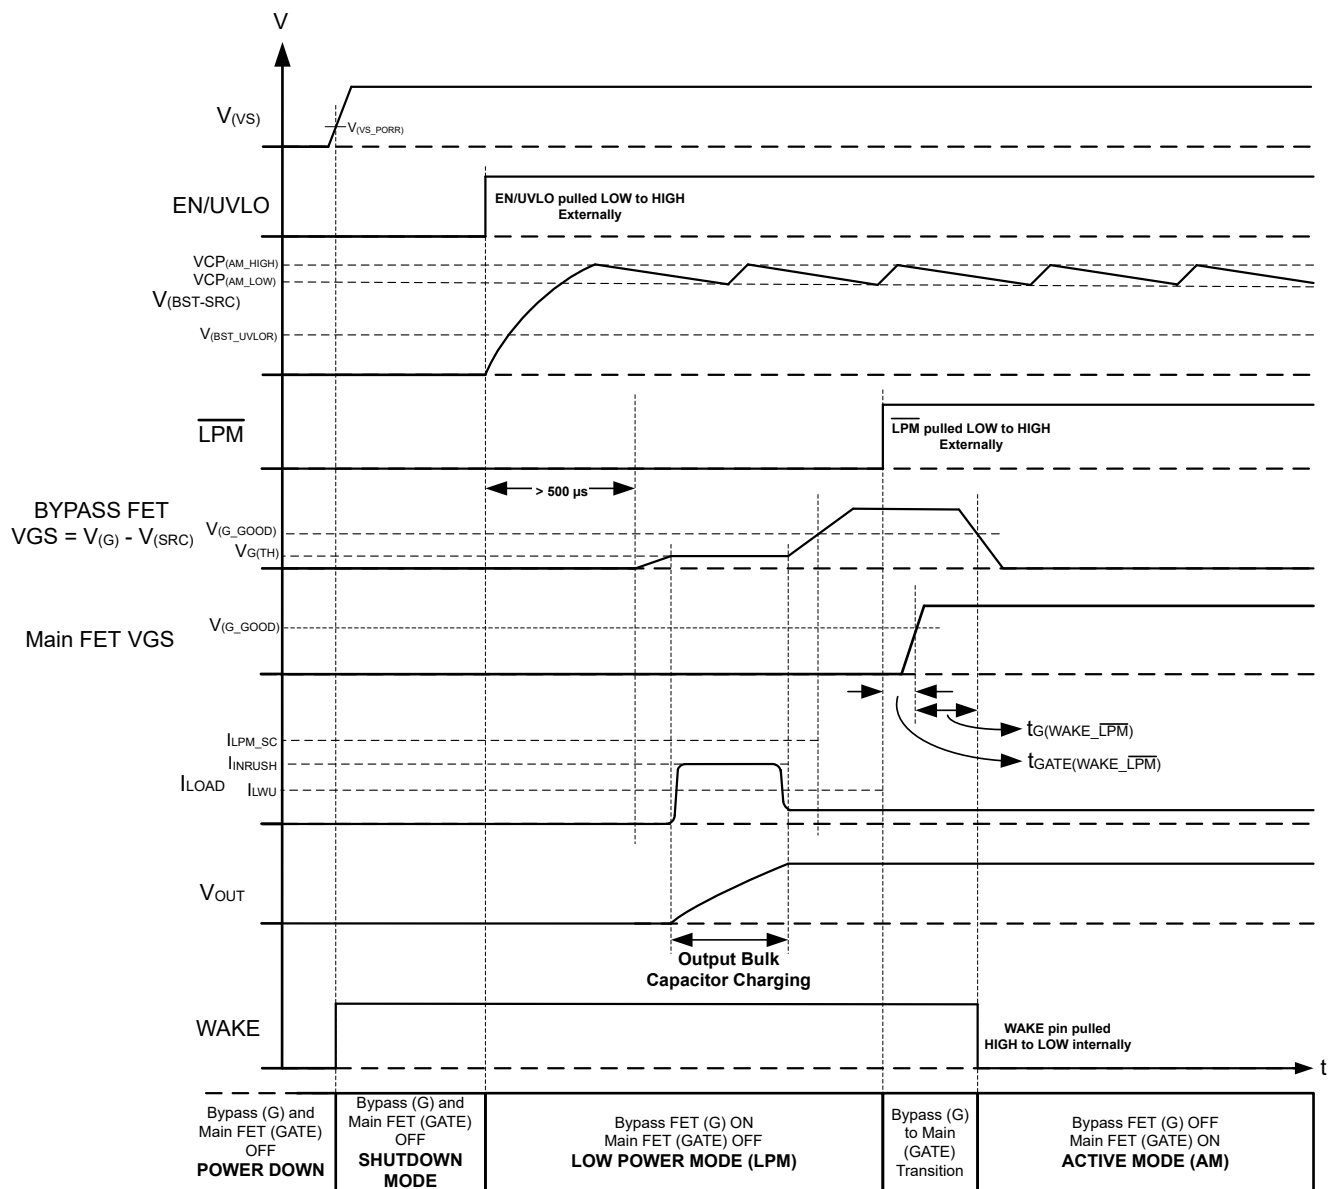 V
V(VS)
V(VS_PORR)
EN/UVLO
EN/UVLO pulled LOW to HIGH
Externally
VCP(AM_HIGH)
VCP(AM_LOW)
V(BST-SRC)
V(BST_UVLOR)
LPM
LPM pulled LOW to HIGH
Externally
> 500 µs
BYPASS FET
VGS = V(G) - V(SRC)
V(G_GOOD)
VG(TH)
Main FET VGS
V(G_GOOD)
tG(WAKE_LPM)
tGATE(WAKE_LPM)
ILPM_SC
IINRUSH
ILOAD
ILWU
VOUT
Output Bulk
Capacitor Charging
WAKE
WAKE pin pulled
HIGH to LOW internally
t
Bypass (G) and
Main FET (GATE)
OFF
POWER DOWN
Bypass (G) and
Main FET (GATE)
OFF
SHUTDOWN
MODE
Bypass FET (G) ON
Main FET (GATE) OFF
LOW POWER MODE (LPM)
Bypass (G)
to Main
(GATE)
Transition
Bypass FET (G) OFF
Main FET (GATE) ON
ACTIVE MODE (AM)